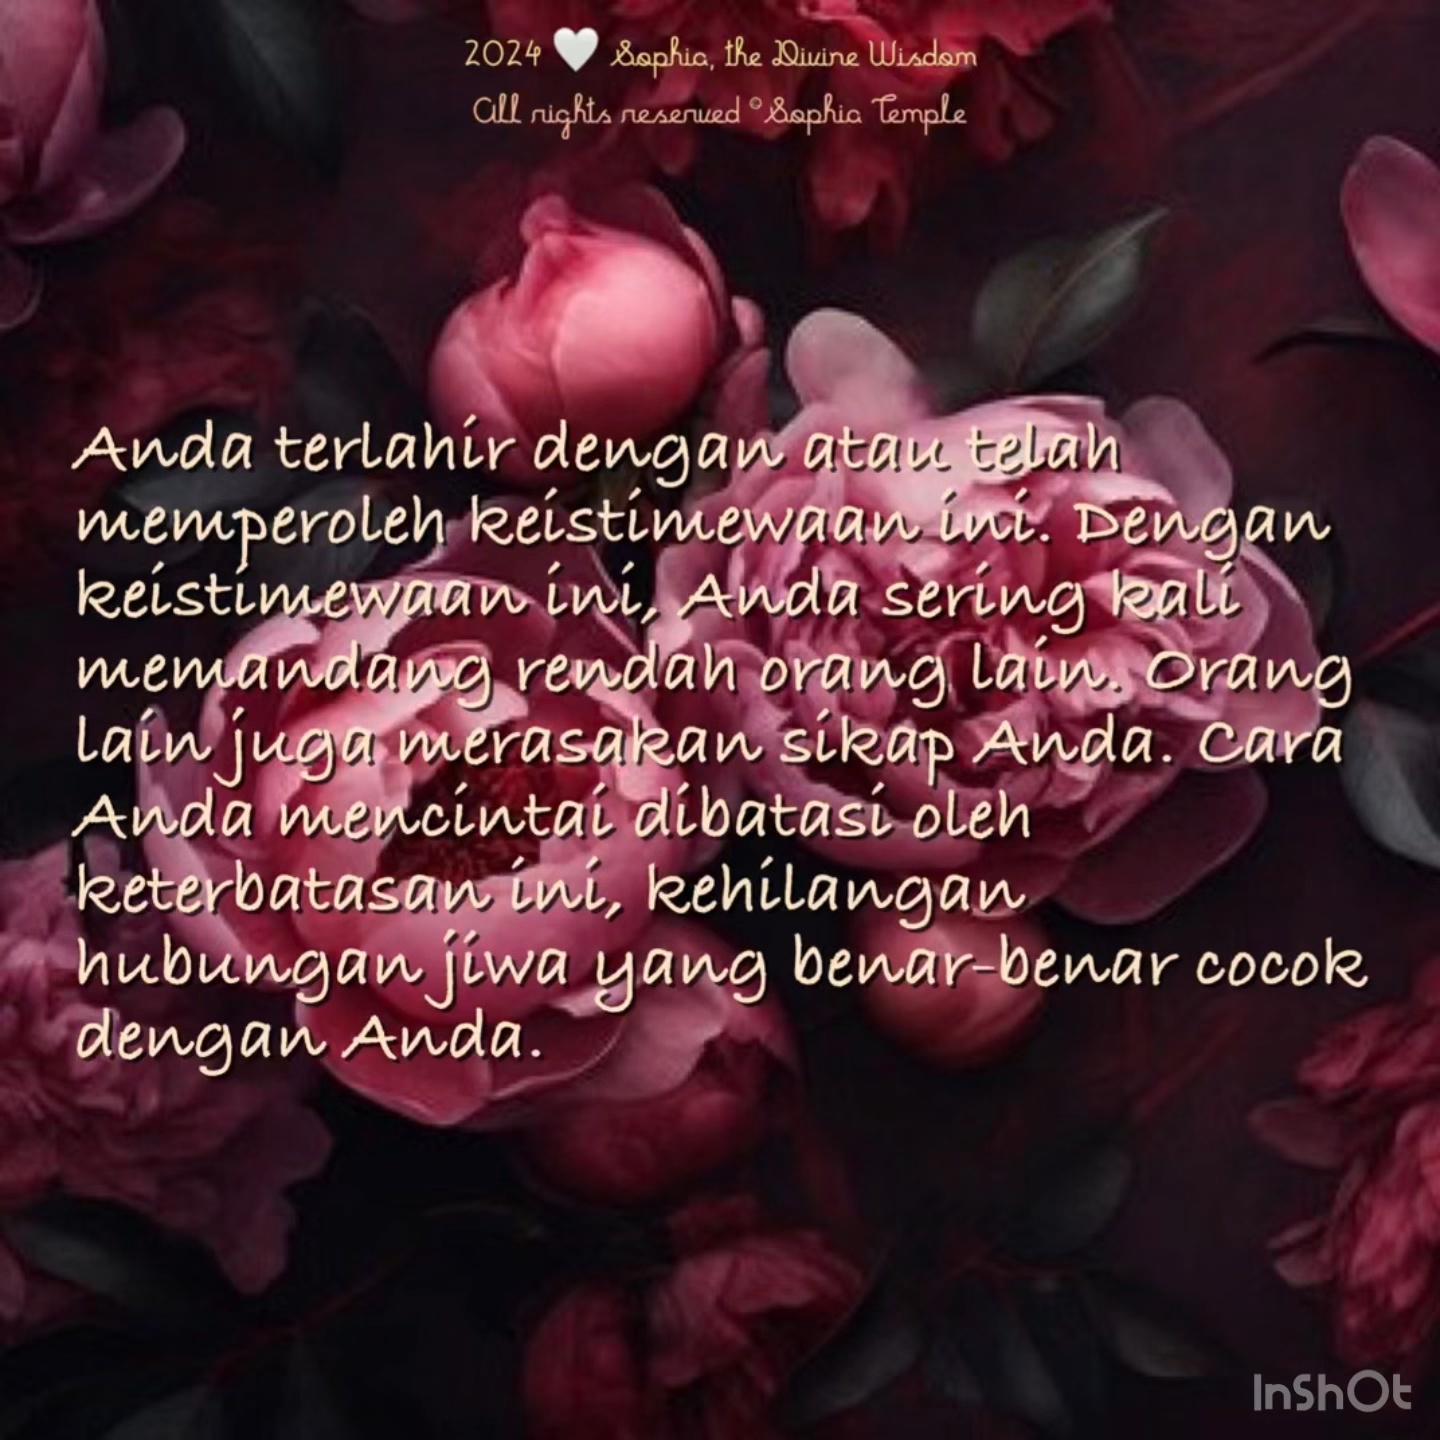 2024 🤍 Sophia, the Divine Wisdom
All rights reserved © Sophia Temple
Anda terlahir dengan atau telah
memperoleh keistimewaan ini. Dengan
keistimewaan ini, Anda sering kali
memandang rendah orang lain. Orang
lain juga merasakan sikap Anda. Cara
Anda mencintai dibatasi oleh
keterbatasan ini, kehilangan
hubungan jiwa yang benar-benar cocok
dengan Anda.
InShOt